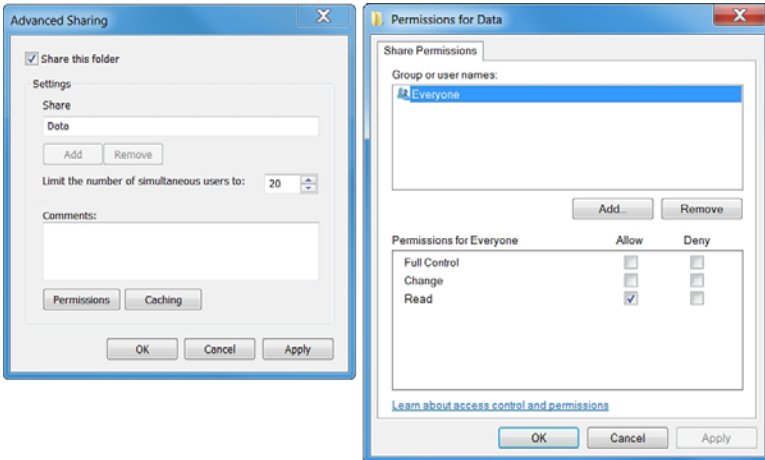 Advanced Sharing
Share this folder
Settings
Share
Data
Add Remove
Limit the number of simultaneous users to: 20
Comments:
Permissions Caching
OK Cancel Apply
Permissions for Data
Share Permissions
Group or user names:
Everyone
Add... Remove
Permissions for Everyone Allow Deny
Full Control
Change
Read
Learn about access control and permissions
OK Cancel Apply